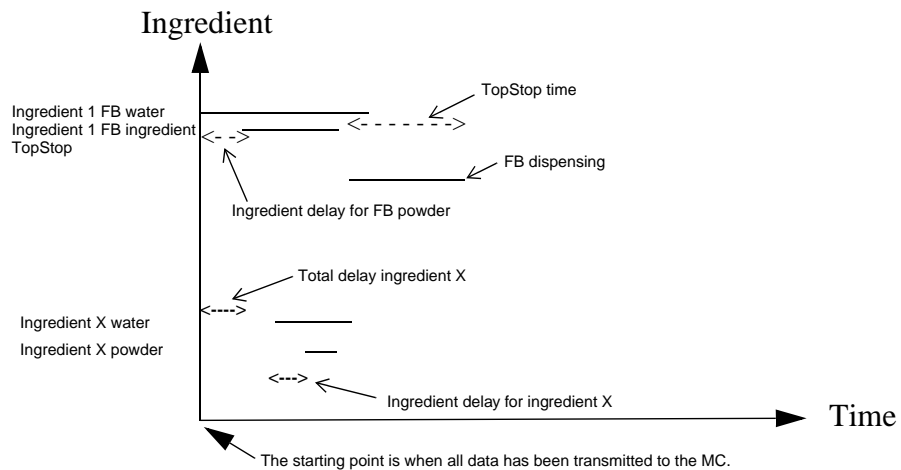 Ingredient
TopStop time
Ingredient 1 FB water
Ingredient 1 FB ingredient
TopStop
FB dispensing
Ingredient delay for FB powder
Total delay ingredient X
Ingredient X water
Ingredient X powder
Ingredient delay for ingredient X
Time
The starting point is when all data has been transmitted to the MC.